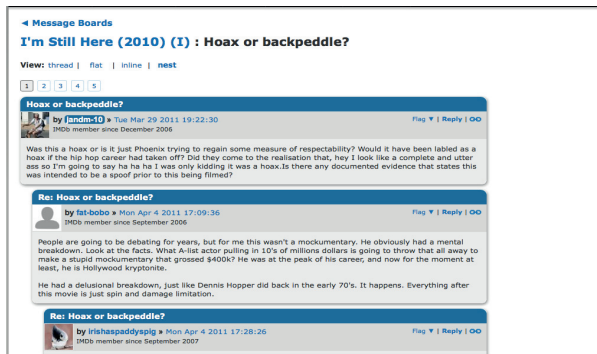 ◄ Message Boards
I'm Still Here (2010) (I) : Hoax or backpeddle?
View: thread | flat | inline | nest
1 2 3 4 5
Hoax or backpeddle?
by jandm-10 » Tue Mar 29 2011 19:22:30
Flag ▼ | Reply |
IMDb member since December 2006
Was this a hoax or is it just Phoenix trying to regain some measure of respectability? Would it have been labled as a
hoax if the hip hop career had taken off? Did they come to the realisation that, hey I look like a complete and utter
ass so I'm going to say ha ha ha I was only kidding it was a hoax.Is there any documented evidence that states this
was intended to be a spoof prior to this being filmed?
Re: Hoax or backpeddle?
by fat-bobo » Mon Apr 4 2011 17:09:36
Flag ▼ | Reply |
IMDb member since September 2006
People are going to be debating for years, but for me this wasn't a mockumentary. He obviously had a mental
breakdown. Look at the facts. What A-list actor pulling in 10's of millions dollars is going to throw that all away to
make a stupid mockumentary that grossed $400k? He was at the peak of his career, and now for the moment at
least, he is Hollywood kryptonite.
He had a delusional breakdown, just like Dennis Hopper did back in the early 70's. It happens. Everything after
this movie is just spin and damage limitation.
Re: Hoax or backpeddle?
by irishaspaddyspig » Mon Apr 4 2011 17:28:26
Flag ▼ | Reply |
IMDb member since September 2007